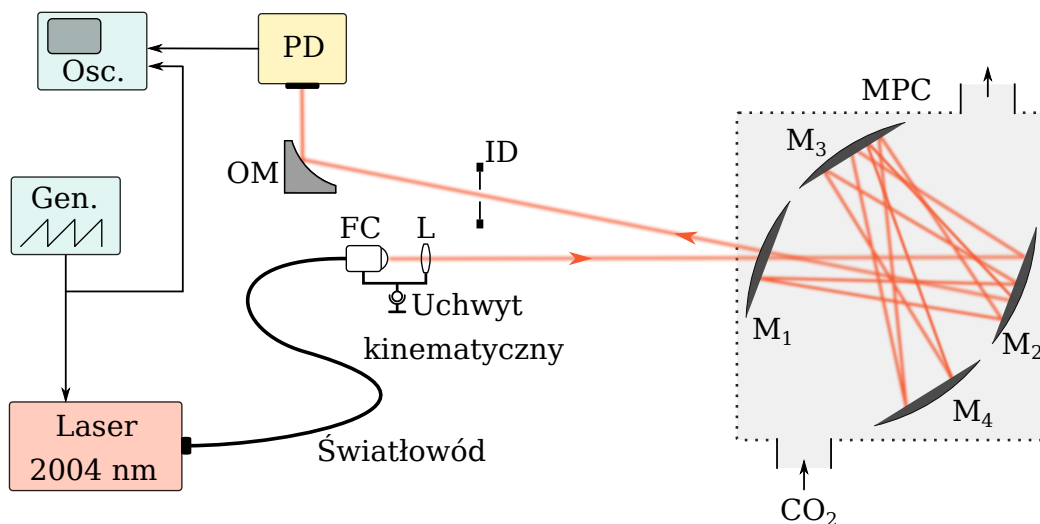 Osc.
PD
MPC
M3
OM
ID
Gen.
FC
L
Uchwyt
kinematyczny
M1
M2
M4
Laser
2004 nm
Światłowód
CO2